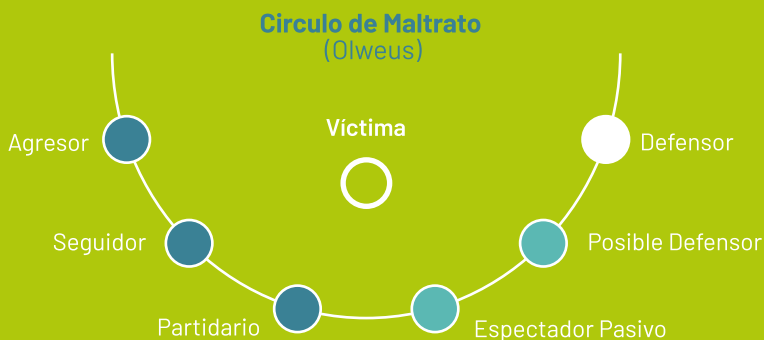 Circulo de Maltrato
(Olweus)
Víctima
Agresor
Defensor
Seguidor
Posible Defensor
Partidario
Espectador Pasivo